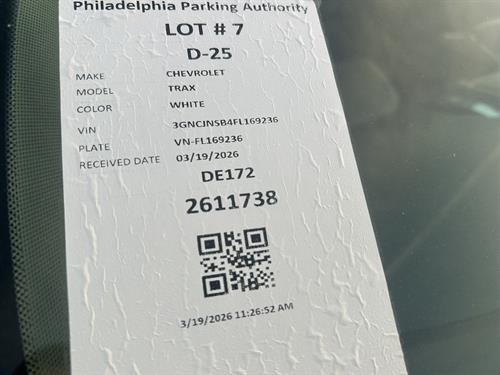 Philadelphia Parking Authority
LOT # 7
D-25
MAKE CHEVROLET
MODEL TRAX
COLOR WHITE
VIN 3GNCJNSB4FL169236
PLATE VN-FL169236
RECEIVED DATE 03/19/2026
DE172
2611738
3/19/2026 11:26:52 AM